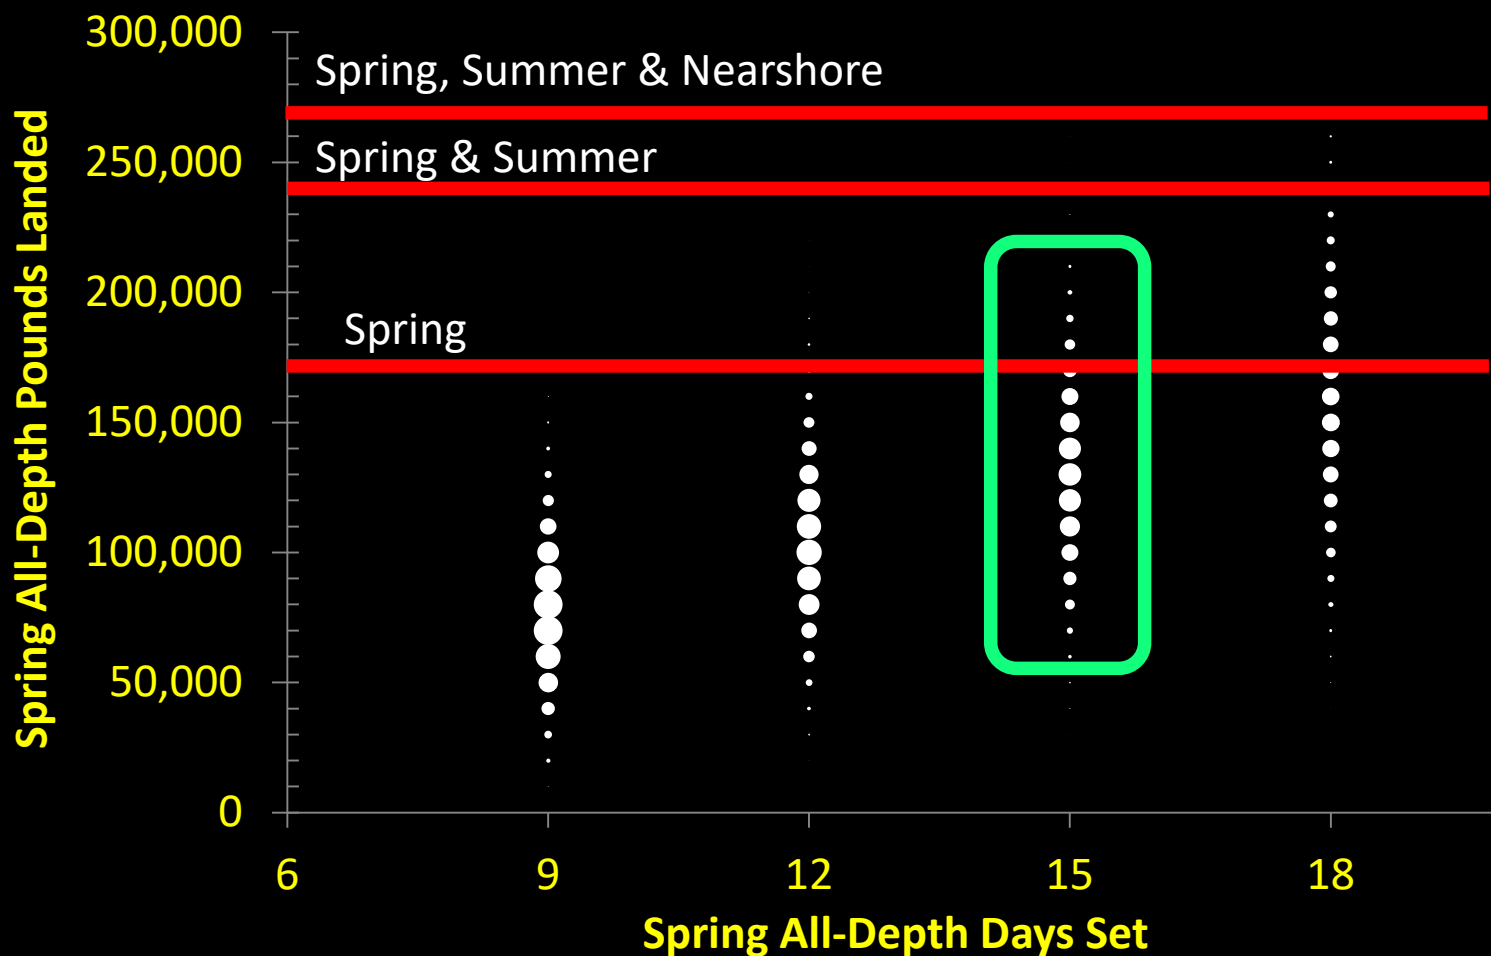 300,000
250,000
200,000
150,000
100,000
50,000
0
Spring All-Depth Pounds Landed
Spring, Summer & Nearshore
Spring & Summer
Spring
6 9 12 15 18
Spring All-Depth Days Set